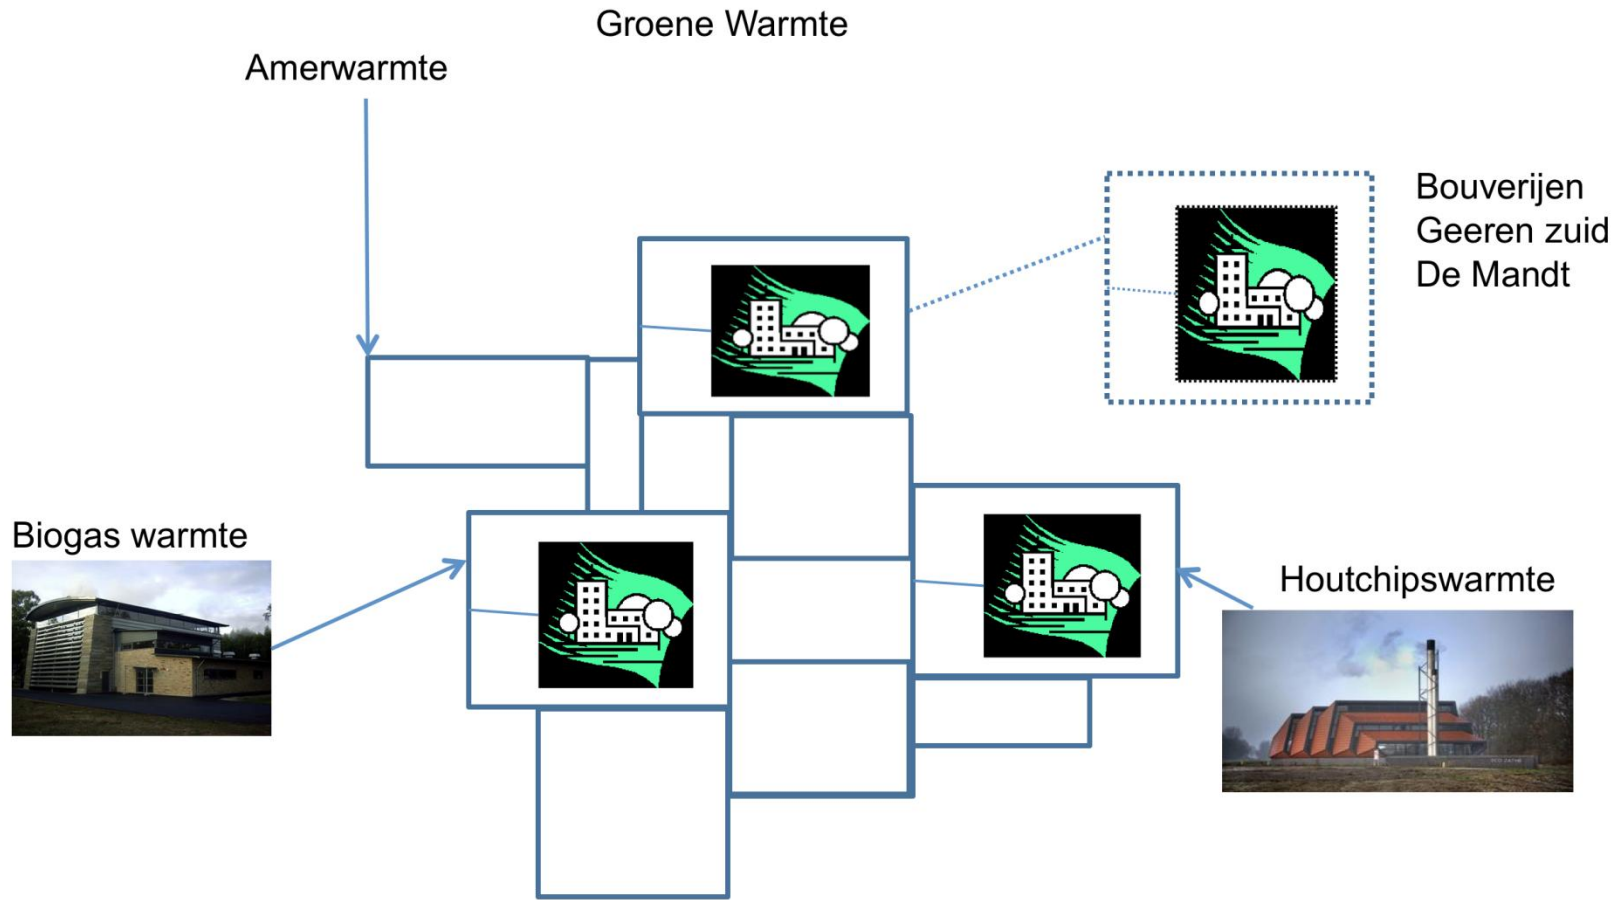 Groene Warmte
Amerwarmte
Bouverijen
Geeren zuid
De Mandt
Biogas warmte
Houtchipswarmte